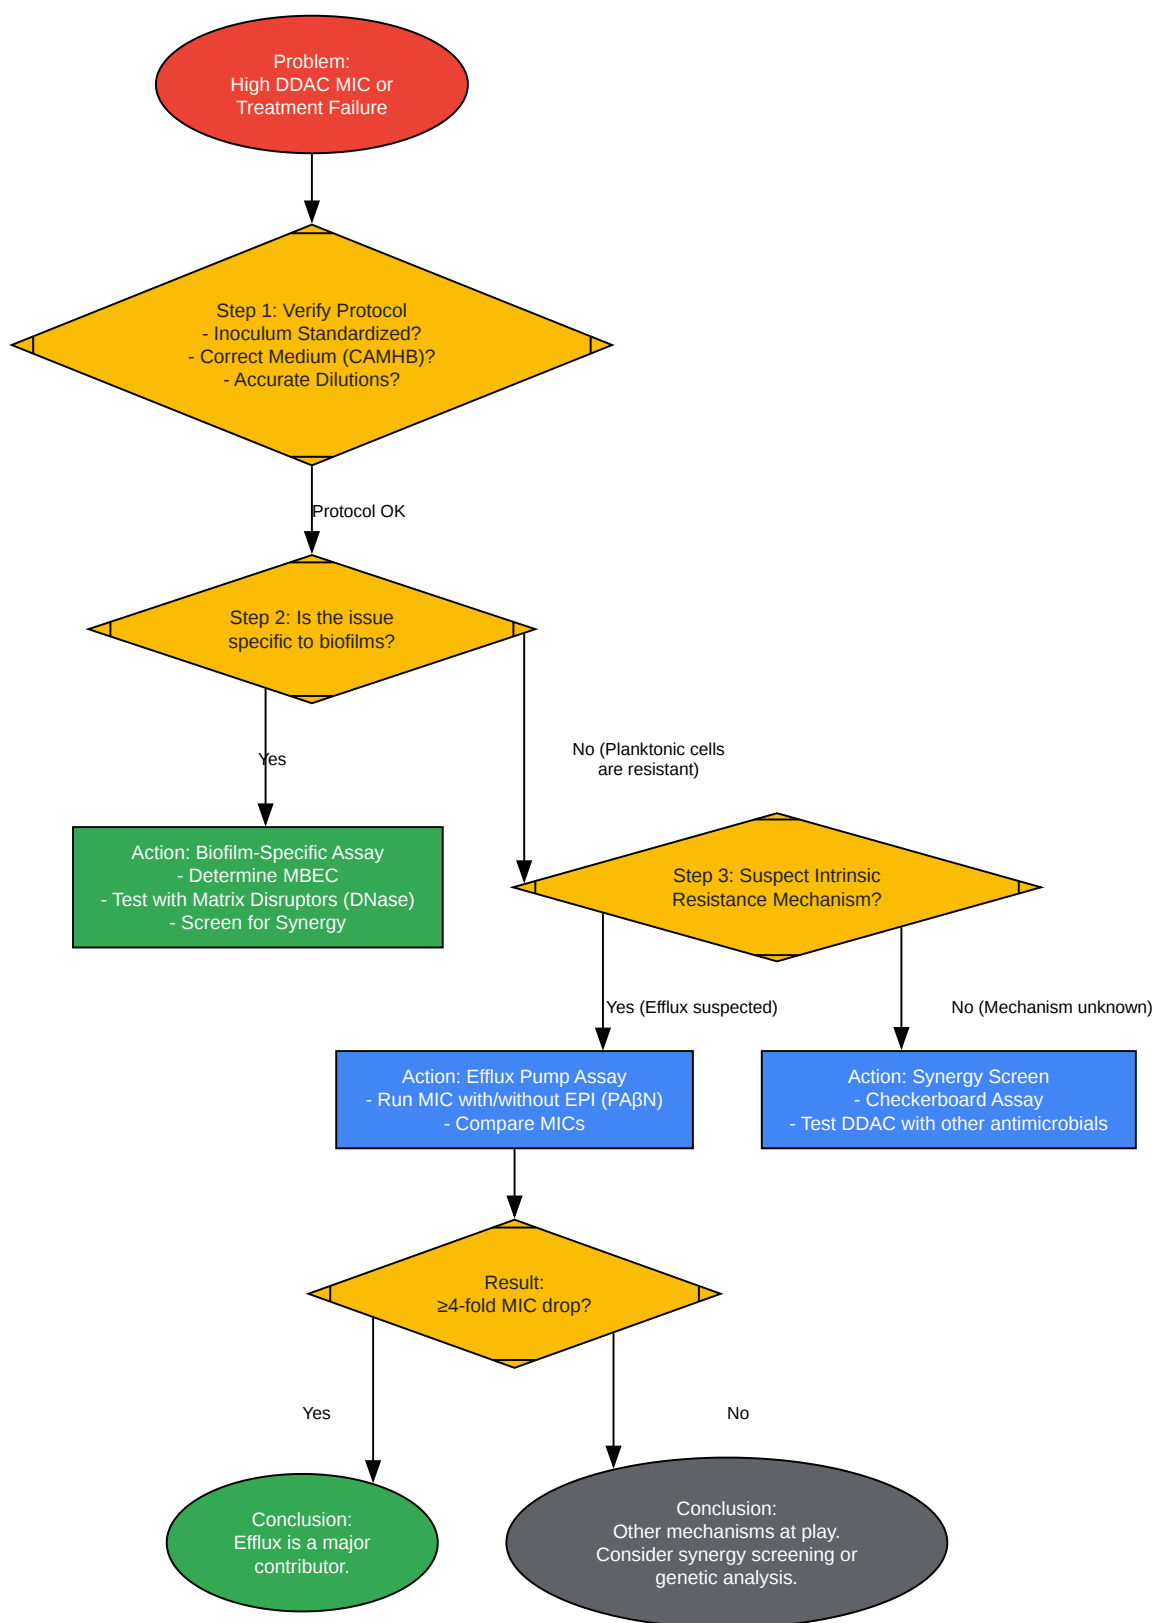 Problem:
High DDAC MIC or
Treatment Failure
Step 1: Verify Protocol
- Inoculum Standardized?
- Correct Medium (CAMHB)?
- Accurate Dilutions?
Protocol OK
Step 2: Is the issue
specific to biofilms?
Yes
No (Planktonic cells
are resistant)
Action: Biofilm-Specific Assay
- Determine MBEC
- Test with Matrix Disruptors (DNase)
- Screen for Synergy
Step 3: Suspect Intrinsic
Resistance Mechanism?
Yes (Efflux suspected)
No (Mechanism unknown)
Action: Efflux Pump Assay
- Run MIC with/without EPI (PAβN)
- Compare MICs
Action: Synergy Screen
- Checkerboard Assay
- Test DDAC with other antimicrobials
Result:
≥4-fold MIC drop?
Yes
No
Conclusion:
Efflux is a major
contributor.
Conclusion:
Other mechanisms at play.
Consider synergy screening or
genetic analysis.